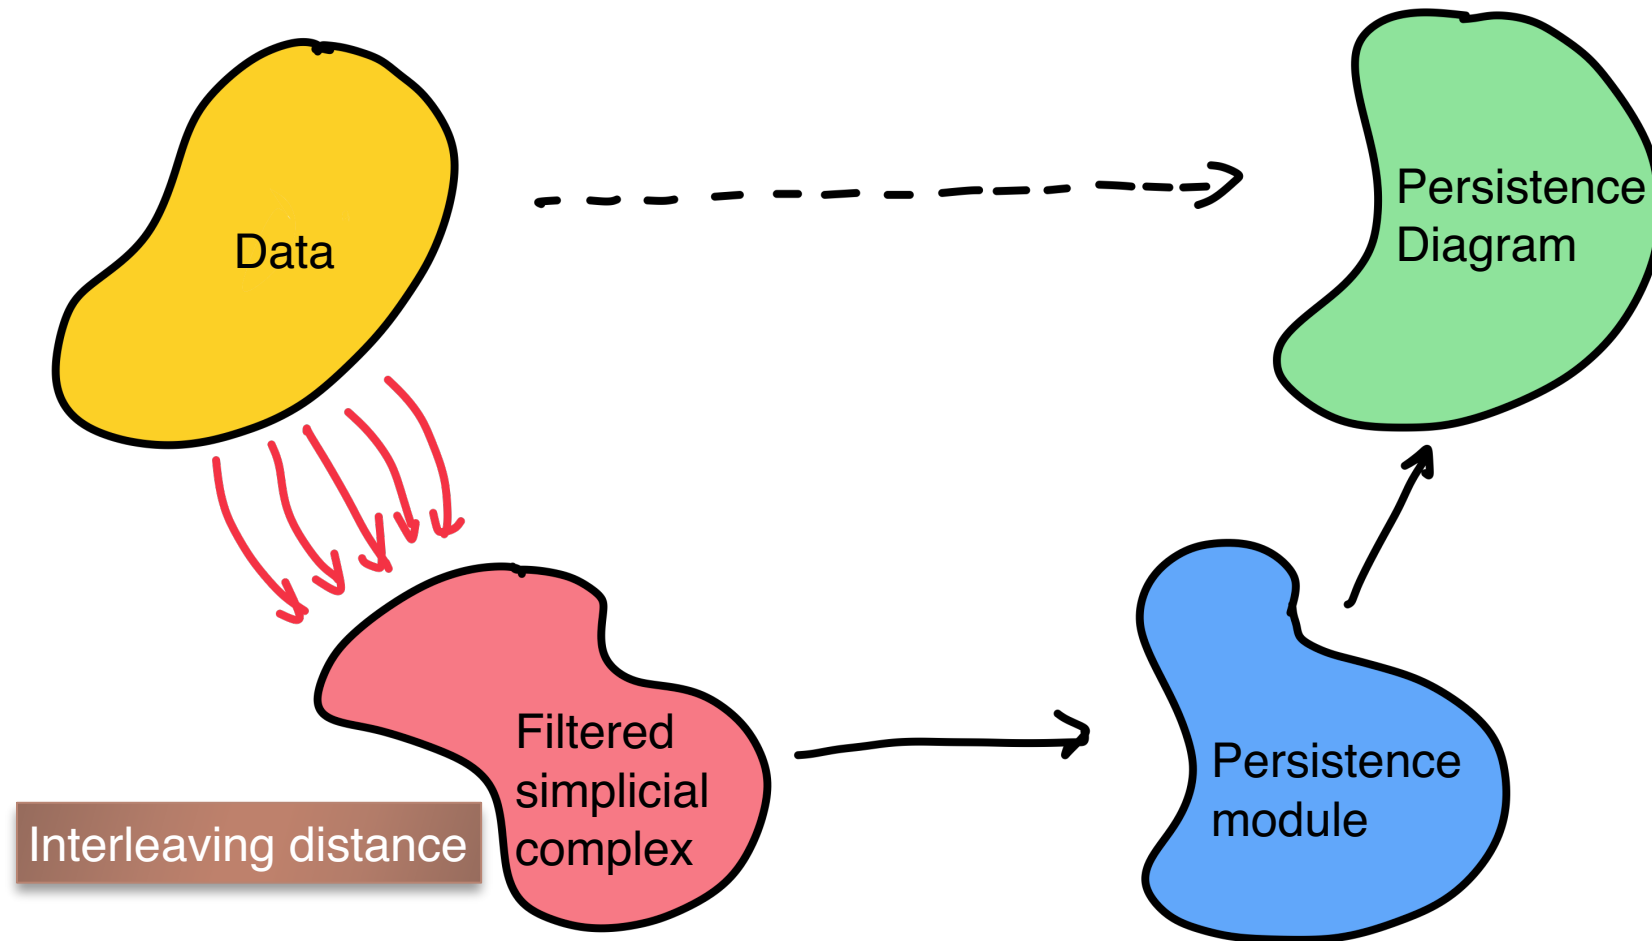 Data
Persistence
Diagram
Filtered
simplicial
complex
Interleaving distance
Persistence
module